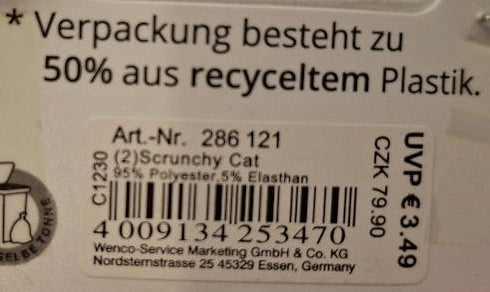 * Verpackung besteht zu
50% aus recyceltem Plastik.
Art.-Nr. 286 121
(2)Scrunchy Cat
95% Polyester,5% Elasthan
C1230
4 009134 253470
Wenco-Service Marketing GmbH & Co. KG
Nordsternstrasse 25 45329 Essen, Germany
UVP € 3.49
CZK 79.90
GELBE TONNE